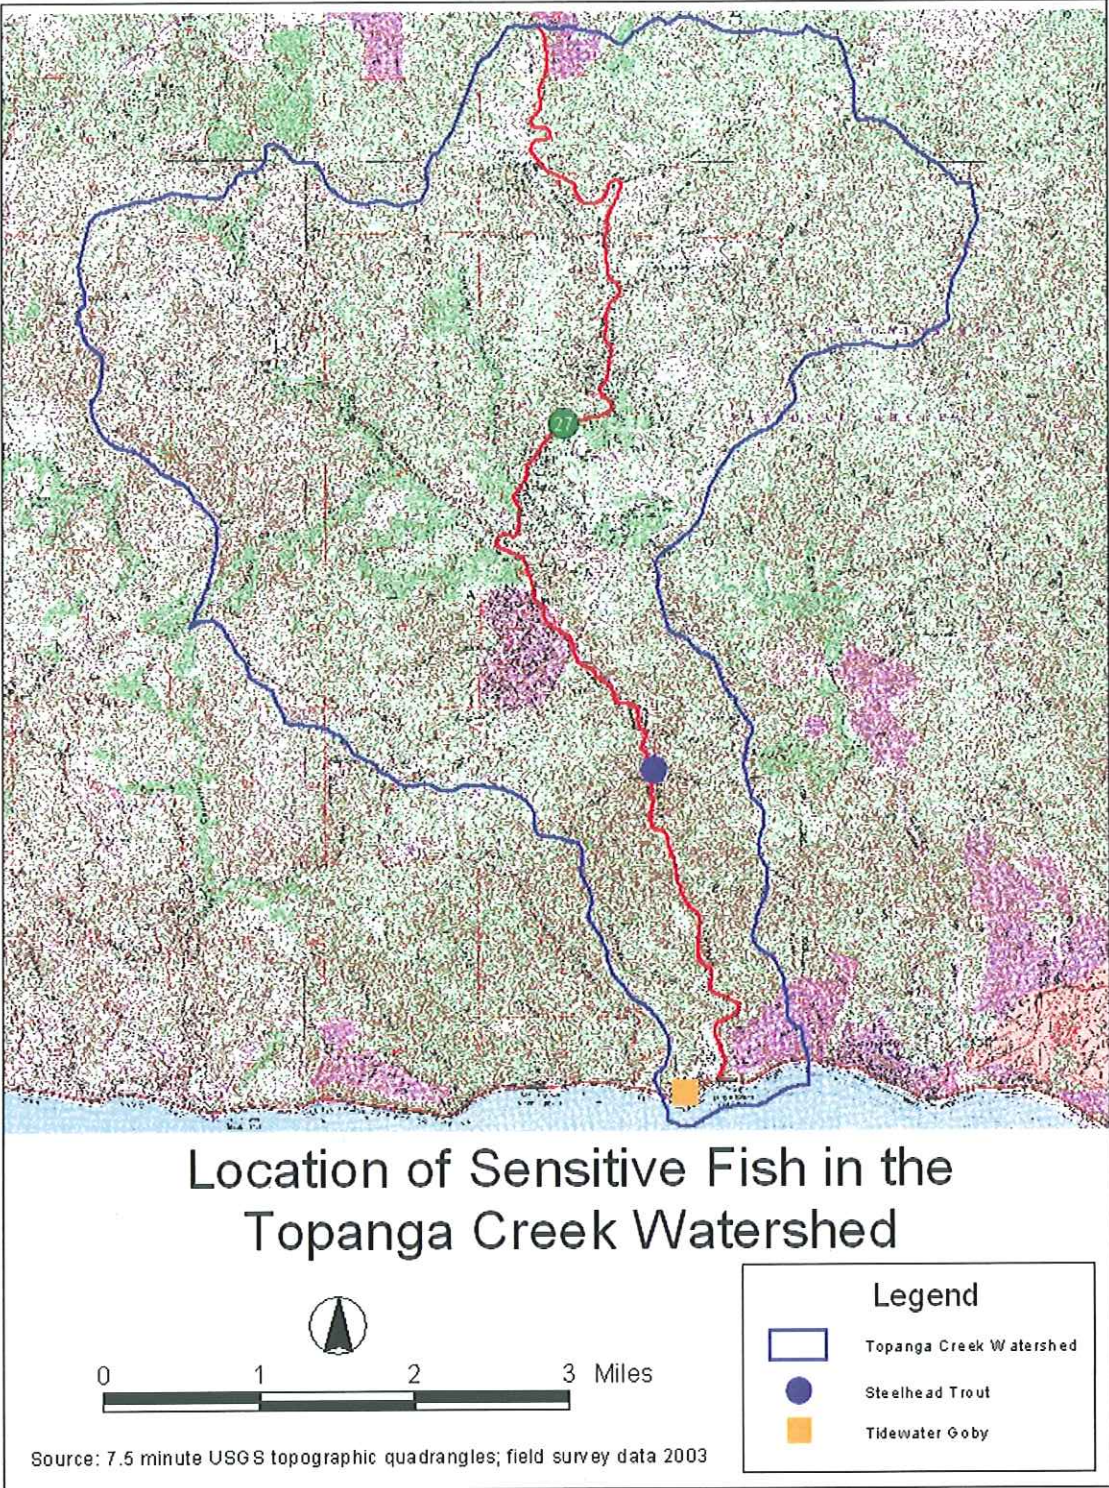 27
Location of Sensitive Fish in the
Topanga Creek Watershed
0 1 2 3 Miles
Source: 7.5 minute USGS topographic quadrangles; field survey data 2003
Legend
Topanga Creek Watershed
Steelhead Trout
Tidewater Goby